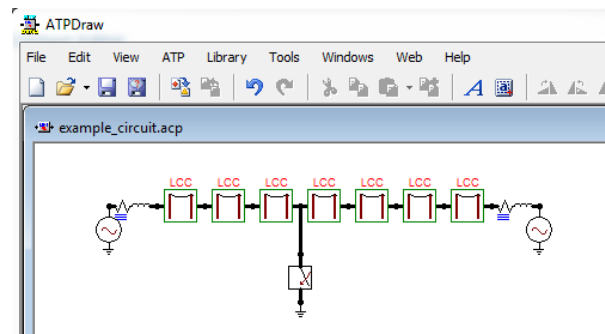 ATPDraw
File Edit View ATP Library Tools Windows Web Help
A a
example_circuit.acp
LCC LCC LCC LCC LCC LCC LCC